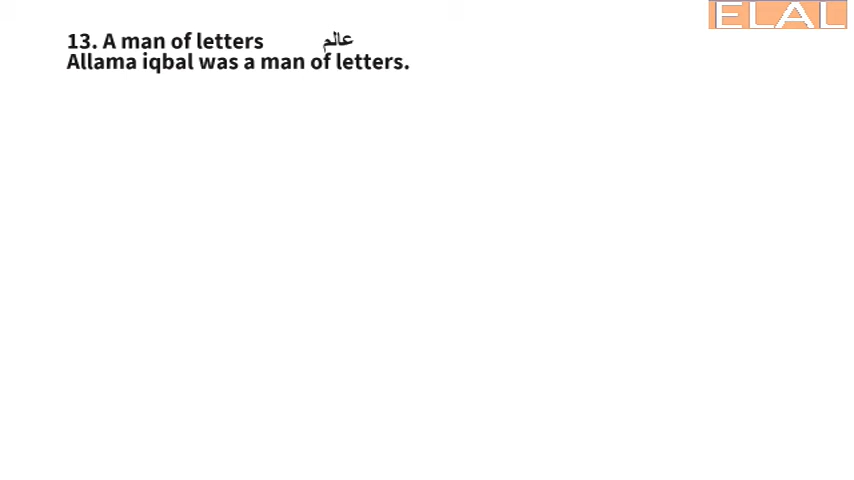 ELAL
13. A man of letters عالم
Allama iqbal was a man of letters.